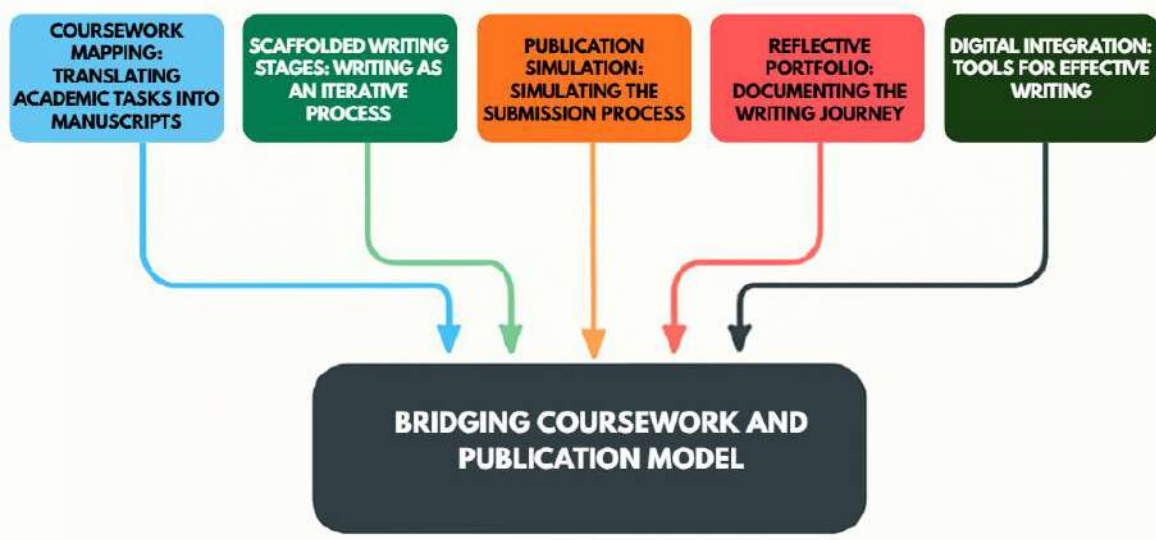 COURSEWORK
MAPPING:
TRANSLATING
ACADEMIC TASKS INTO
MANUSCRIPTS
SCAFFOLDED WRITING
STAGES: WRITING AS
AN ITERATIVE
PROCESS
PUBLICATION
SIMULATION:
SIMULATING THE
SUBMISSION PROCESS
REFLECTIVE
PORTFOLIO:
DOCUMENTING THE
WRITING JOURNEY
DIGITAL INTEGRATION:
TOOLS FOR EFFECTIVE
WRITING
BRIDGING COURSEWORK AND
PUBLICATION MODEL